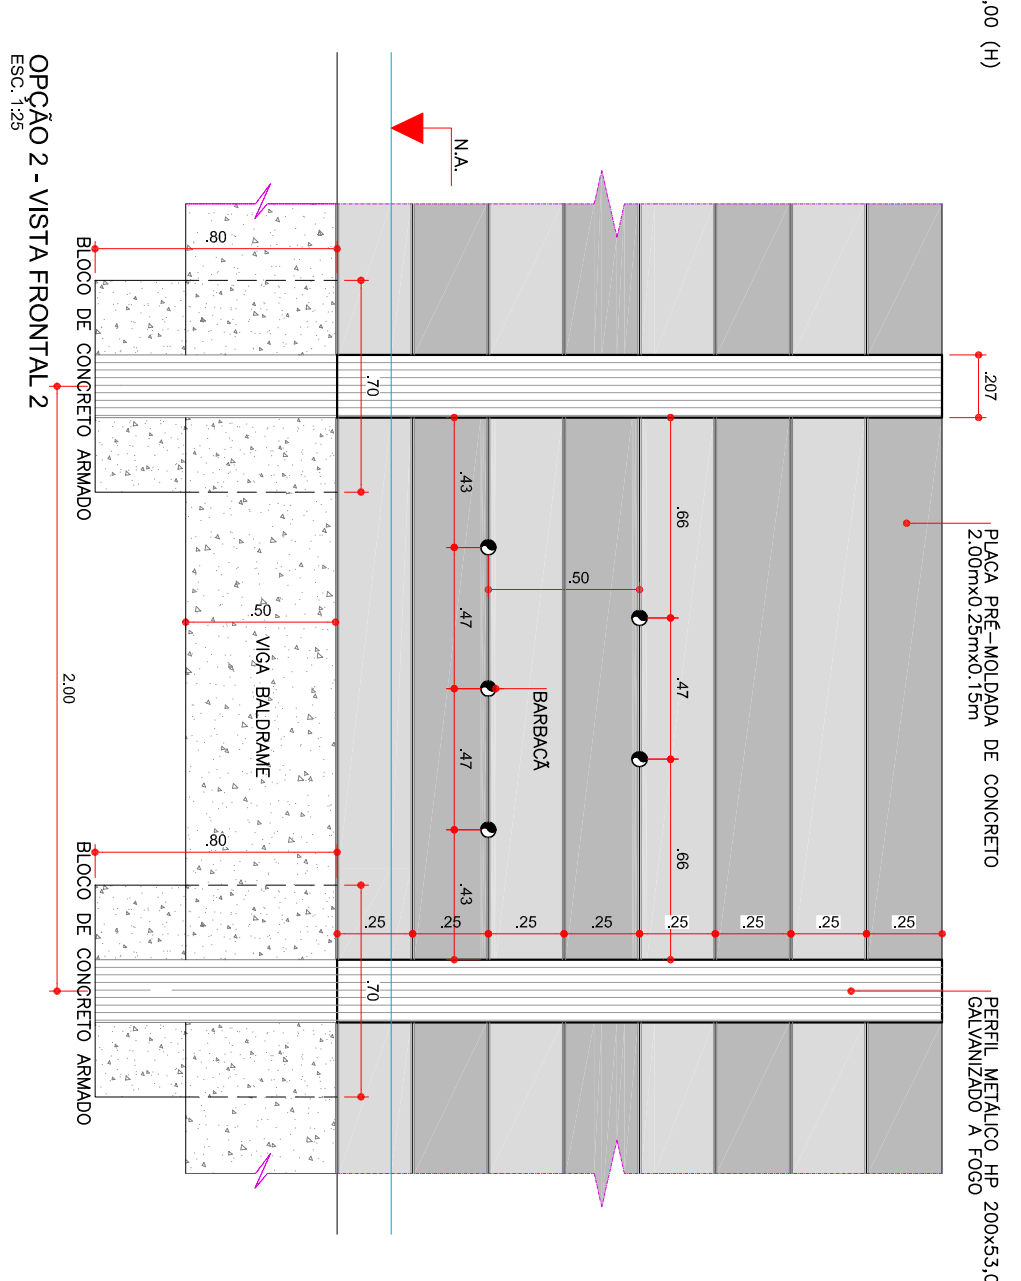 ,00 (H)
PERFIL METÁLICO HP 200x53,0
GALVANIZADO A FOGO
PLACA PRÉ-MOLDADA DE CONCRETO
2.00mx0.25mx0.15m
.207
.25
.25
.25
.25
.25
.25
.25
.25
.66
.47
.66
.50
BARBACÃ
.43
.47
.47
.43
N.A.
.70
.70
.80
.50
VIGA BALDRAME
.80
BLOCO DE CONCRETO ARMADO
BLOCO DE CONCRETO ARMADO
2.00
OPÇÃO 2 - VISTA FRONTAL 2
ESC. 1:25